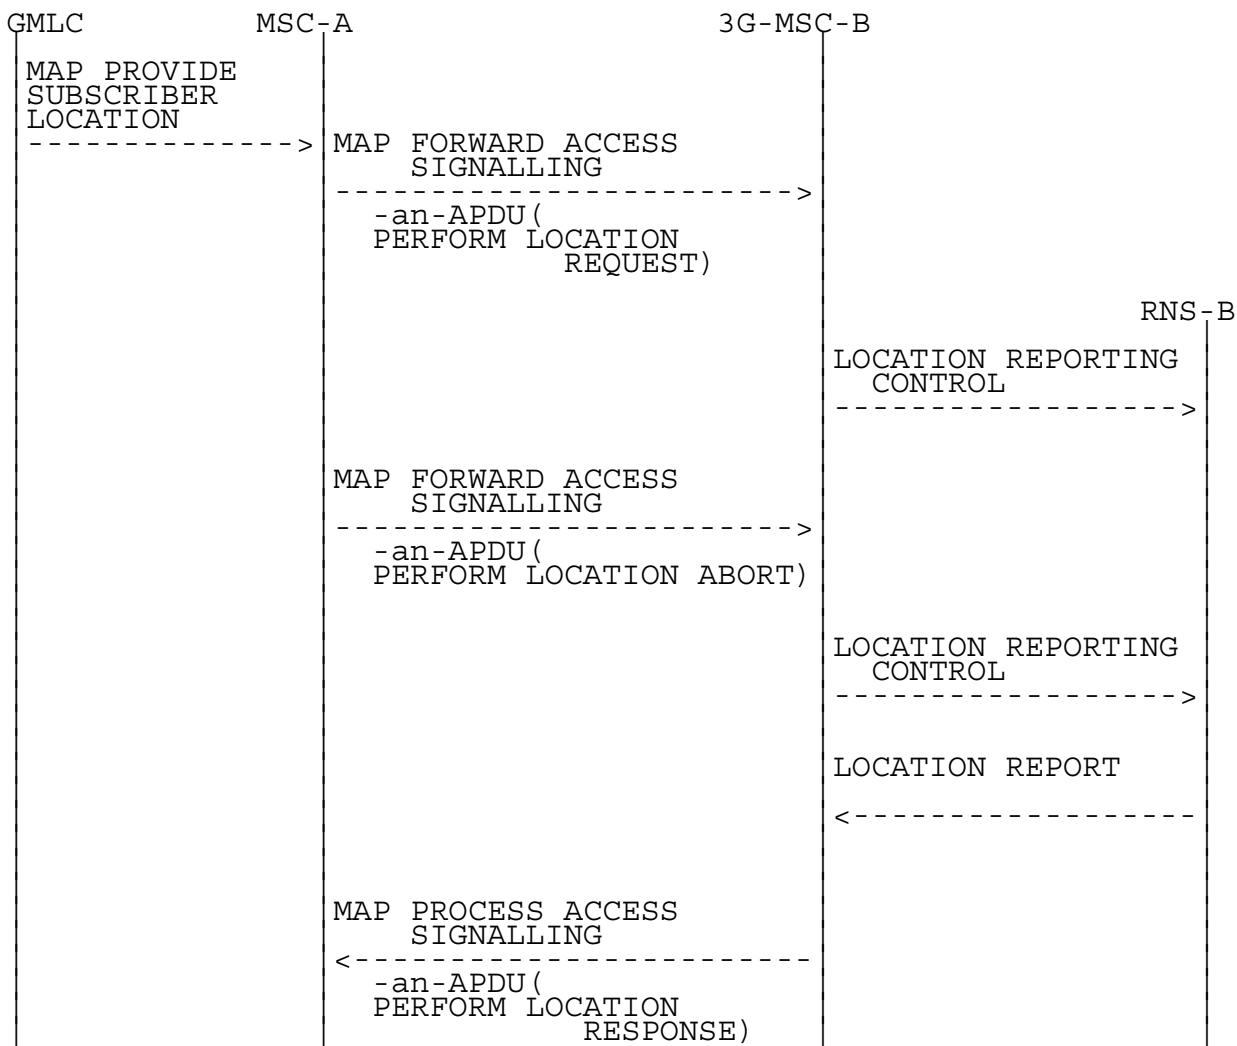 GMLC MSC-A 3G-MSC-B
MAP PROVIDE
SUBSCRIBER
LOCATION
--------------> MAP FORWARD ACCESS
SIGNALLING
------------------------>
-an-APDU(
PERFORM LOCATION
REQUEST)
RNS-B
LOCATION REPORTING
CONTROL
------------------>
MAP FORWARD ACCESS
SIGNALLING
------------------------>
-an-APDU(
PERFORM LOCATION ABORT)
LOCATION REPORTING
CONTROL
------------------>
LOCATION REPORT
<------------------
MAP PROCESS ACCESS
SIGNALLING
<------------------------
-an-APDU(
PERFORM LOCATION
RESPONSE)